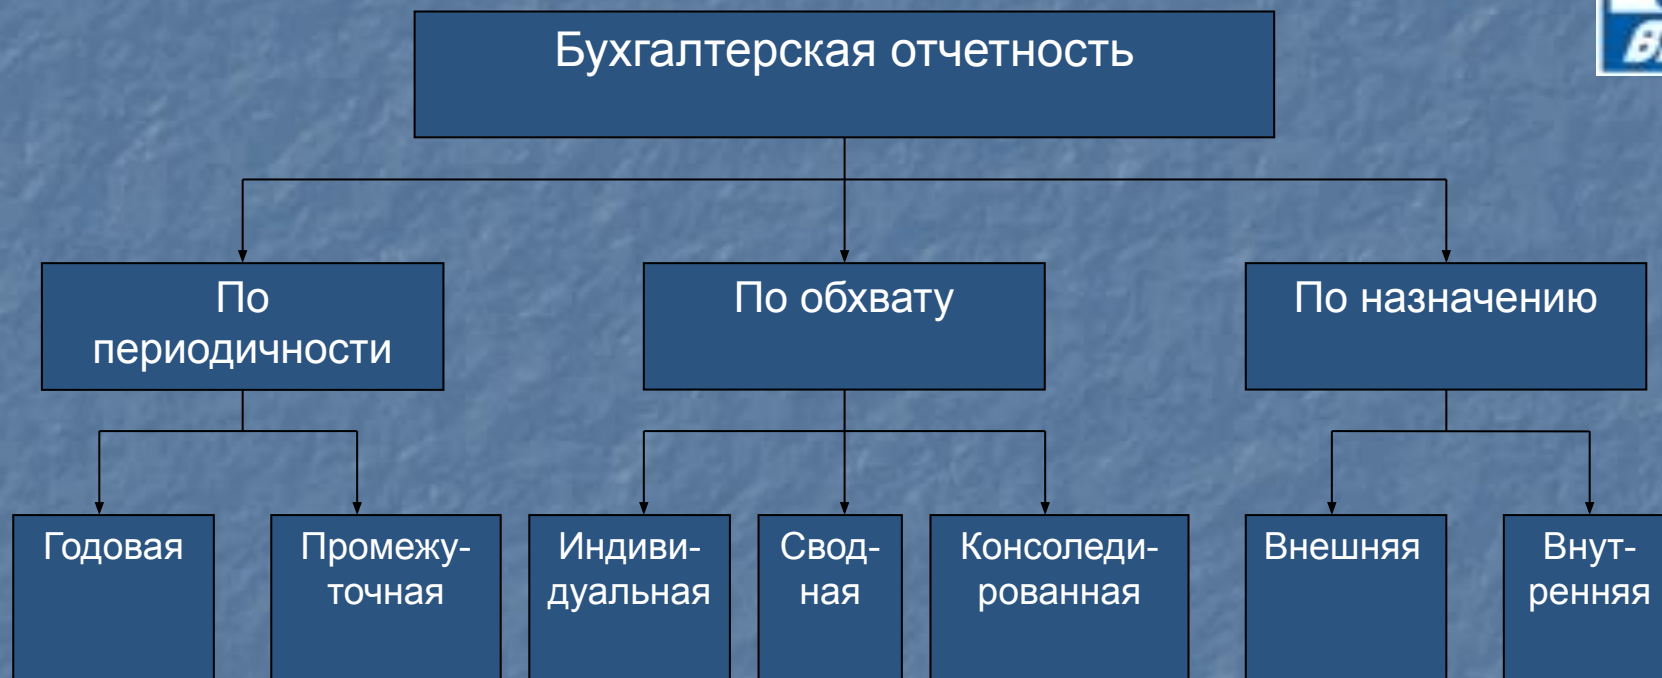 Бухгалтерская отчетность
По
периодичности
По обхвату
По назначению
Годовая
Промежу-
точная
Индиви-
дуальная
Свод-
ная
Консоледи-
рованная
Внешняя
Внут-
ренняя